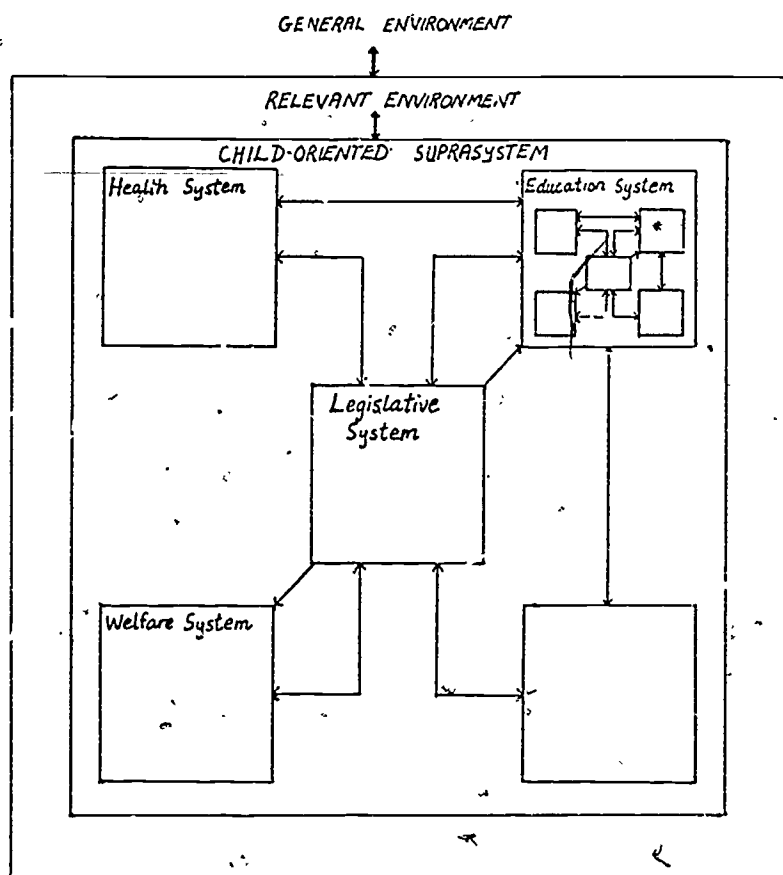 GENERAL ENVIRONMENT
RELEVANT ENVIRONMENT
CHILD-ORIENTED SUPRASYSTEM
Health System
Education System
*
Legislative
System
Welfare System